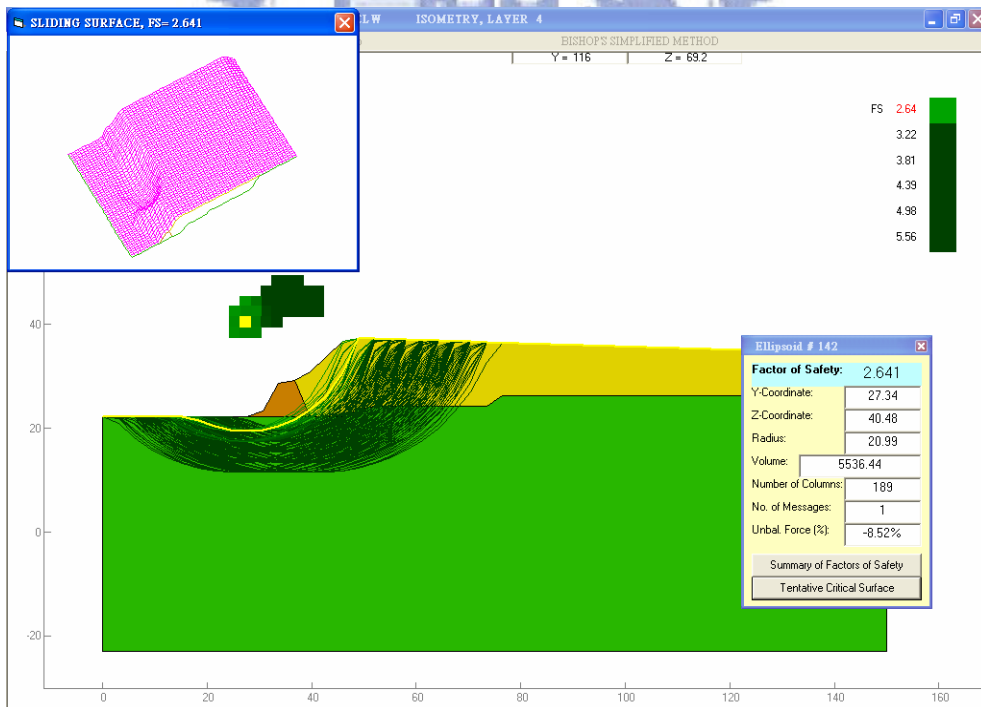 SLIDING SURFACE, FS= 2.641
LW ISOMETRY, LAYER 4
BISHOP'S SIMPLIFIED METHOD
Y = 116 Z = 69.2
FS 2.64
3.22
3.81
4.39
4.98
5.56
40
20
0
-20
0 20 40 60 80 100 120 140 160
Ellipsoid # 142
Factor of Safety: 2.641
Y-Coordinate: 27.34
Z-Coordinate: 40.48
Radius: 20.99
Volume: 5536.44
Number of Columns: 189
No. of Messages: 1
Unbal. Force (%): -8.52%
Summary of Factors of Safety
Tentative Critical Surface